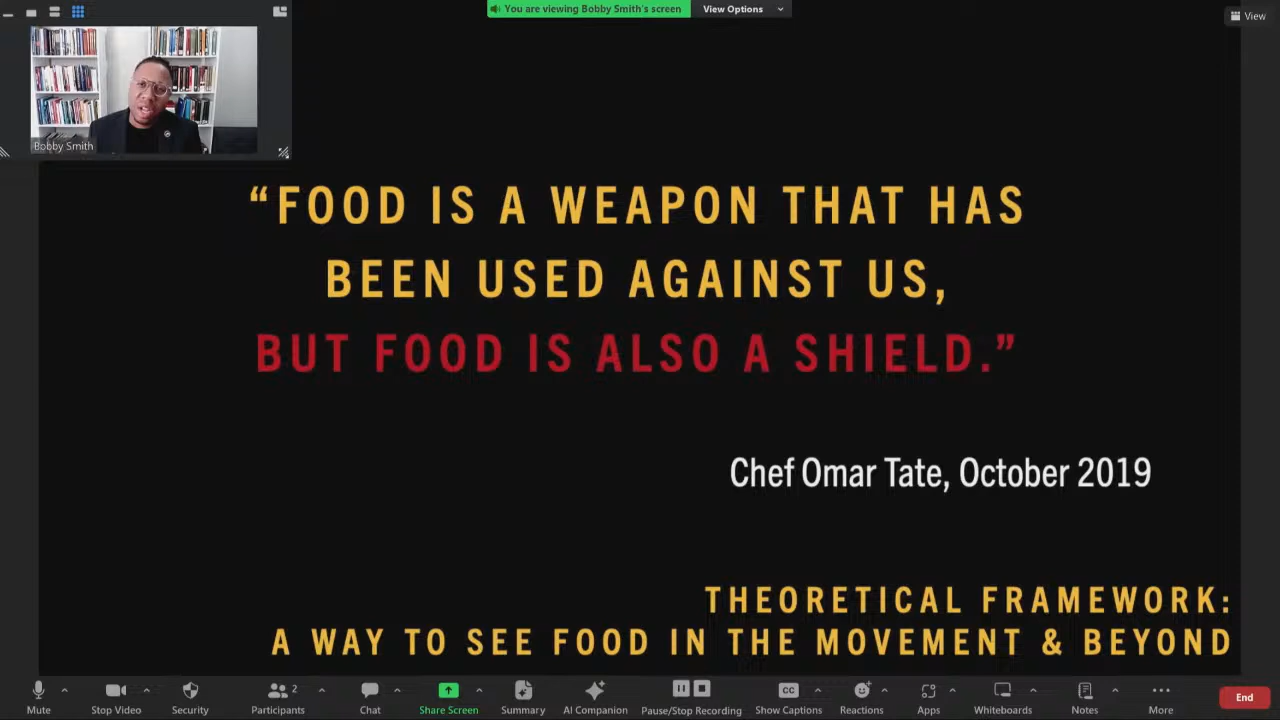 You are viewing Bobby Smith's screen
View Options
View
Bobby Smith
“FOOD IS A WEAPON THAT HAS
BEEN USED AGAINST US,
BUT FOOD IS ALSO A SHIELD.”
Chef Omar Tate, October 2019
THEORETICAL FRAMEWORK:
A WAY TO SEE FOOD IN THE MOVEMENT & BEYOND
Mute
Stop Video
Security
Participants
2
Chat
Share Screen
Summary
AI Companion
Pause/Stop Recording
CC
Show Captions
Reactions
Apps
Whiteboards
Notes
More
End